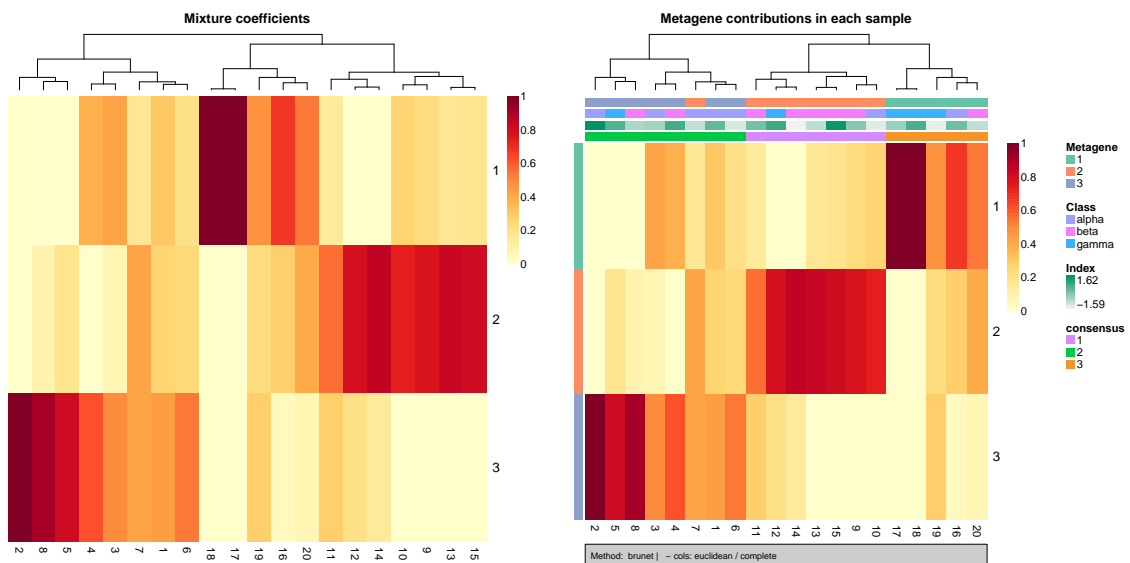 Mixture coefficients
1
0.8
0.6
0.4
0.2
0
1
2
3
2 8 5 4 3 7 1 6 18 17 19 16 20 11 12 14 10 9 13 15
Metagene contributions in each sample
1
0.8
0.6
0.4
0.2
0
1
2
3
2 5 8 3 4 7 1 6 11 12 14 13 15 9 10 17 18 19 16 20
Method: brunet | − cols: euclidean / complete
Metagene
1
2
3
Class
alpha
beta
gamma
Index
1.62
−1.59
consensus
1
2
3